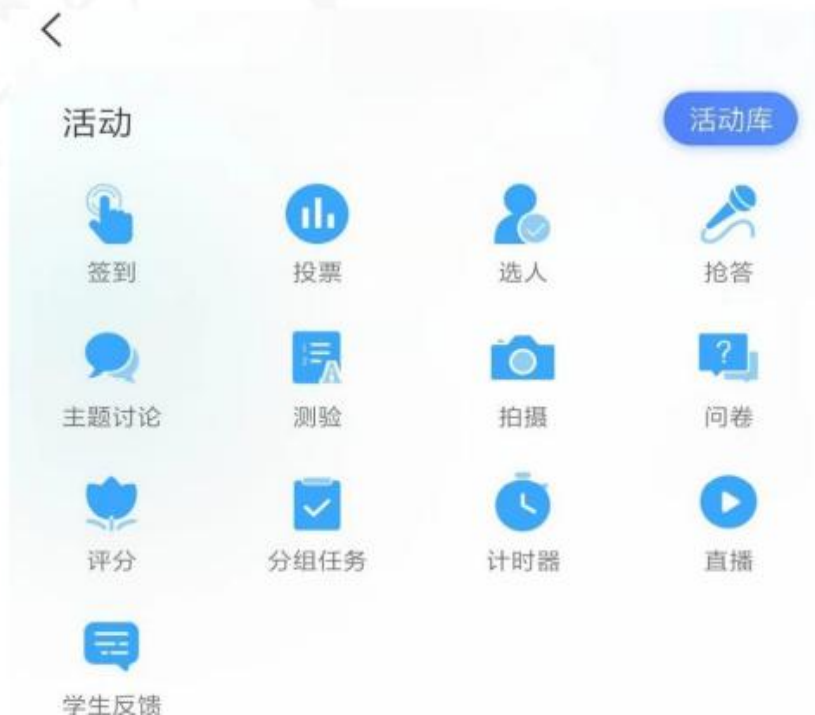 活动
活动库
签到
投票
选人
抢答
主题讨论
测验
拍摄
?
问卷
评分
分组任务
计时器
直播
学生反馈